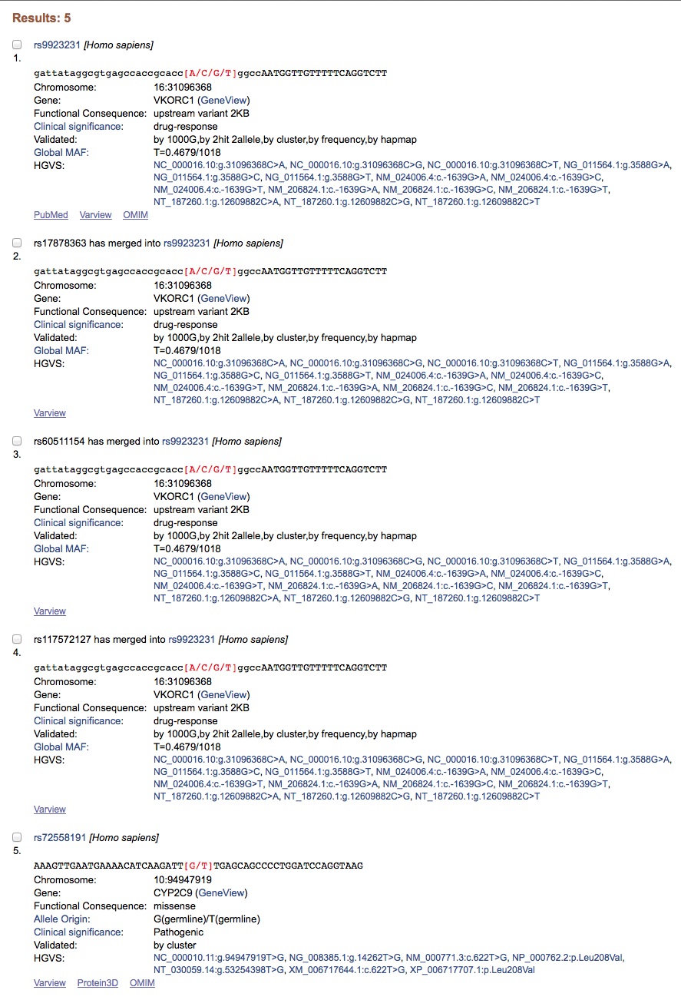 Results: 5
rs9923231 [Homo sapiens]
1.
gattataggcgtgagccaccgcacc[A/C/G/T]ggccAATGGTTGTTTTTCAGGTCTT
Chromosome: 16:31096368
Gene: VKORC1 (GeneView)
Functional Consequence: upstream variant 2KB
Clinical significance: drug-response
Validated: by 1000G,by 2hit 2allele,by cluster,by frequency,by hapmap
Global MAF: T=0.4679/1018
HGVS: NC_000016.10:g.31096368C>A, NC_000016.10:g.31096368C>G, NC_000016.10:g.31096368C>T, NG_011564.1:g.3588G>A,
NG_011564.1:g.3588G>C, NG_011564.1:g.3588G>T, NM_024006.4:c.-1639G>A, NM_024006.4:c.-1639G>C,
NM_024006.4:c.-1639G>T, NM_206824.1:c.-1639G>A, NM_206824.1:c.-1639G>C, NM_206824.1:c.-1639G>T,
NT_187260.1:g.12609882C>A, NT_187260.1:g.12609882C>G, NT_187260.1:g.12609882C>T
PubMed Varview OMIM
rs17878363 has merged into rs9923231 [Homo sapiens]
2.
gattataggcgtgagccaccgcacc[A/C/G/T]ggccAATGGTTGTTTTTCAGGTCTT
Chromosome: 16:31096368
Gene: VKORC1 (GeneView)
Functional Consequence: upstream variant 2KB
Clinical significance: drug-response
Validated: by 1000G,by 2hit 2allele,by cluster,by frequency,by hapmap
Global MAF: T=0.4679/1018
HGVS: NC_000016.10:g.31096368C>A, NC_000016.10:g.31096368C>G, NC_000016.10:g.31096368C>T, NG_011564.1:g.3588G>A,
NG_011564.1:g.3588G>C, NG_011564.1:g.3588G>T, NM_024006.4:c.-1639G>A, NM_024006.4:c.-1639G>C,
NM_024006.4:c.-1639G>T, NM_206824.1:c.-1639G>A, NM_206824.1:c.-1639G>C, NM_206824.1:c.-1639G>T,
NT_187260.1:g.12609882C>A, NT_187260.1:g.12609882C>G, NT_187260.1:g.12609882C>T
Varview
rs60511154 has merged into rs9923231 [Homo sapiens]
3.
gattataggcgtgagccaccgcacc[A/C/G/T]ggccAATGGTTGTTTTTCAGGTCTT
Chromosome: 16:31096368
Gene: VKORC1 (GeneView)
Functional Consequence: upstream variant 2KB
Clinical significance: drug-response
Validated: by 1000G,by 2hit 2allele,by cluster,by frequency,by hapmap
Global MAF: T=0.4679/1018
HGVS: NC_000016.10:g.31096368C>A, NC_000016.10:g.31096368C>G, NC_000016.10:g.31096368C>T, NG_011564.1:g.3588G>A,
NG_011564.1:g.3588G>C, NG_011564.1:g.3588G>T, NM_024006.4:c.-1639G>A, NM_024006.4:c.-1639G>C,
NM_024006.4:c.-1639G>T, NM_206824.1:c.-1639G>A, NM_206824.1:c.-1639G>C, NM_206824.1:c.-1639G>T,
NT_187260.1:g.12609882C>A, NT_187260.1:g.12609882C>G, NT_187260.1:g.12609882C>T
Varview
rs117572127 has merged into rs9923231 [Homo sapiens]
4.
gattataggcgtgagccaccgcacc[A/C/G/T]ggccAATGGTTGTTTTTCAGGTCTT
Chromosome: 16:31096368
Gene: VKORC1 (GeneView)
Functional Consequence: upstream variant 2KB
Clinical significance: drug-response
Validated: by 1000G,by 2hit 2allele,by cluster,by frequency,by hapmap
Global MAF: T=0.4679/1018
HGVS: NC_000016.10:g.31096368C>A, NC_000016.10:g.31096368C>G, NC_000016.10:g.31096368C>T, NG_011564.1:g.3588G>A,
NG_011564.1:g.3588G>C, NG_011564.1:g.3588G>T, NM_024006.4:c.-1639G>A, NM_024006.4:c.-1639G>C,
NM_024006.4:c.-1639G>T, NM_206824.1:c.-1639G>A, NM_206824.1:c.-1639G>C, NM_206824.1:c.-1639G>T,
NT_187260.1:g.12609882C>A, NT_187260.1:g.12609882C>G, NT_187260.1:g.12609882C>T
Varview
rs72558191 [Homo sapiens]
5.
AAAGTTGAATGAAAACATCAAGATT[G/T]TGAGCAGCCCCTGGATCCAGGTAAG
Chromosome: 10:94947919
Gene: CYP2C9 (GeneView)
Functional Consequence: missense
Allele Origin: G(germline)/T(germline)
Clinical significance: Pathogenic
Validated: by cluster
HGVS: NC_000010.11:g.94947919T>G, NG_008385.1:g.14262T>G, NM_000771.3:c.622T>G, NP_000762.2:p.Leu208Val,
NT_030059.14:g.53254398T>G, XM_006717644.1:c.622T>G, XP_006717707.1:p.Leu208Val
Varview Protein3D OMIM